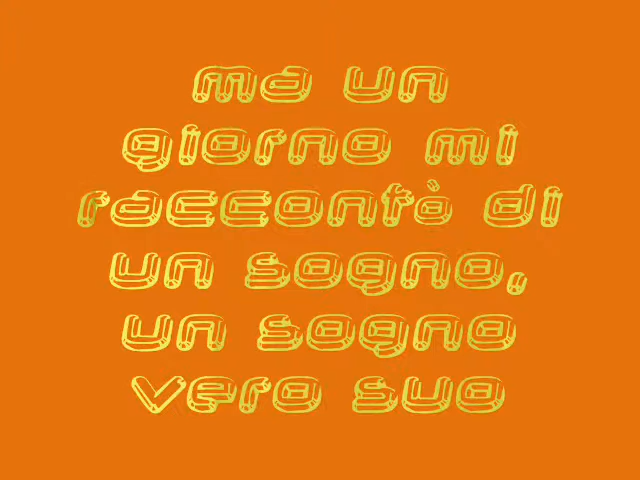 ma un
giorno mi
raccontò di
un sogno,
un sogno
vero suo